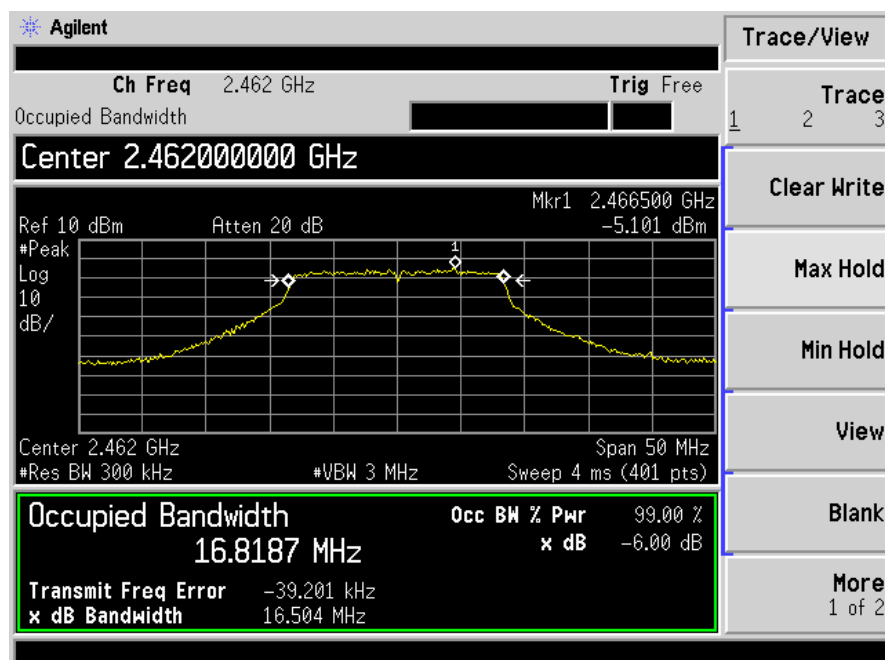 Agilent
Trace/View
Ch Freq 2.462 GHz Trig Free
Occupied Bandwidth
Trace
1 2 3
Center 2.462000000 GHz
Clear Write
Mkr1 2.466500 GHz
Ref 10 dBm Atten 20 dB -5.101 dBm
#Peak
1
Log
10
dB/
Max Hold
Min Hold
View
Center 2.462 GHz Span 50 MHz
#Res BW 300 kHz #VBW 3 MHz Sweep 4 ms (401 pts)
Occupied Bandwidth Occ BW % Pwr 99.00 %
16.8187 MHz x dB -6.00 dB
Blank
Transmit Freq Error -39.201 kHz
x dB Bandwidth 16.504 MHz
More
1 of 2